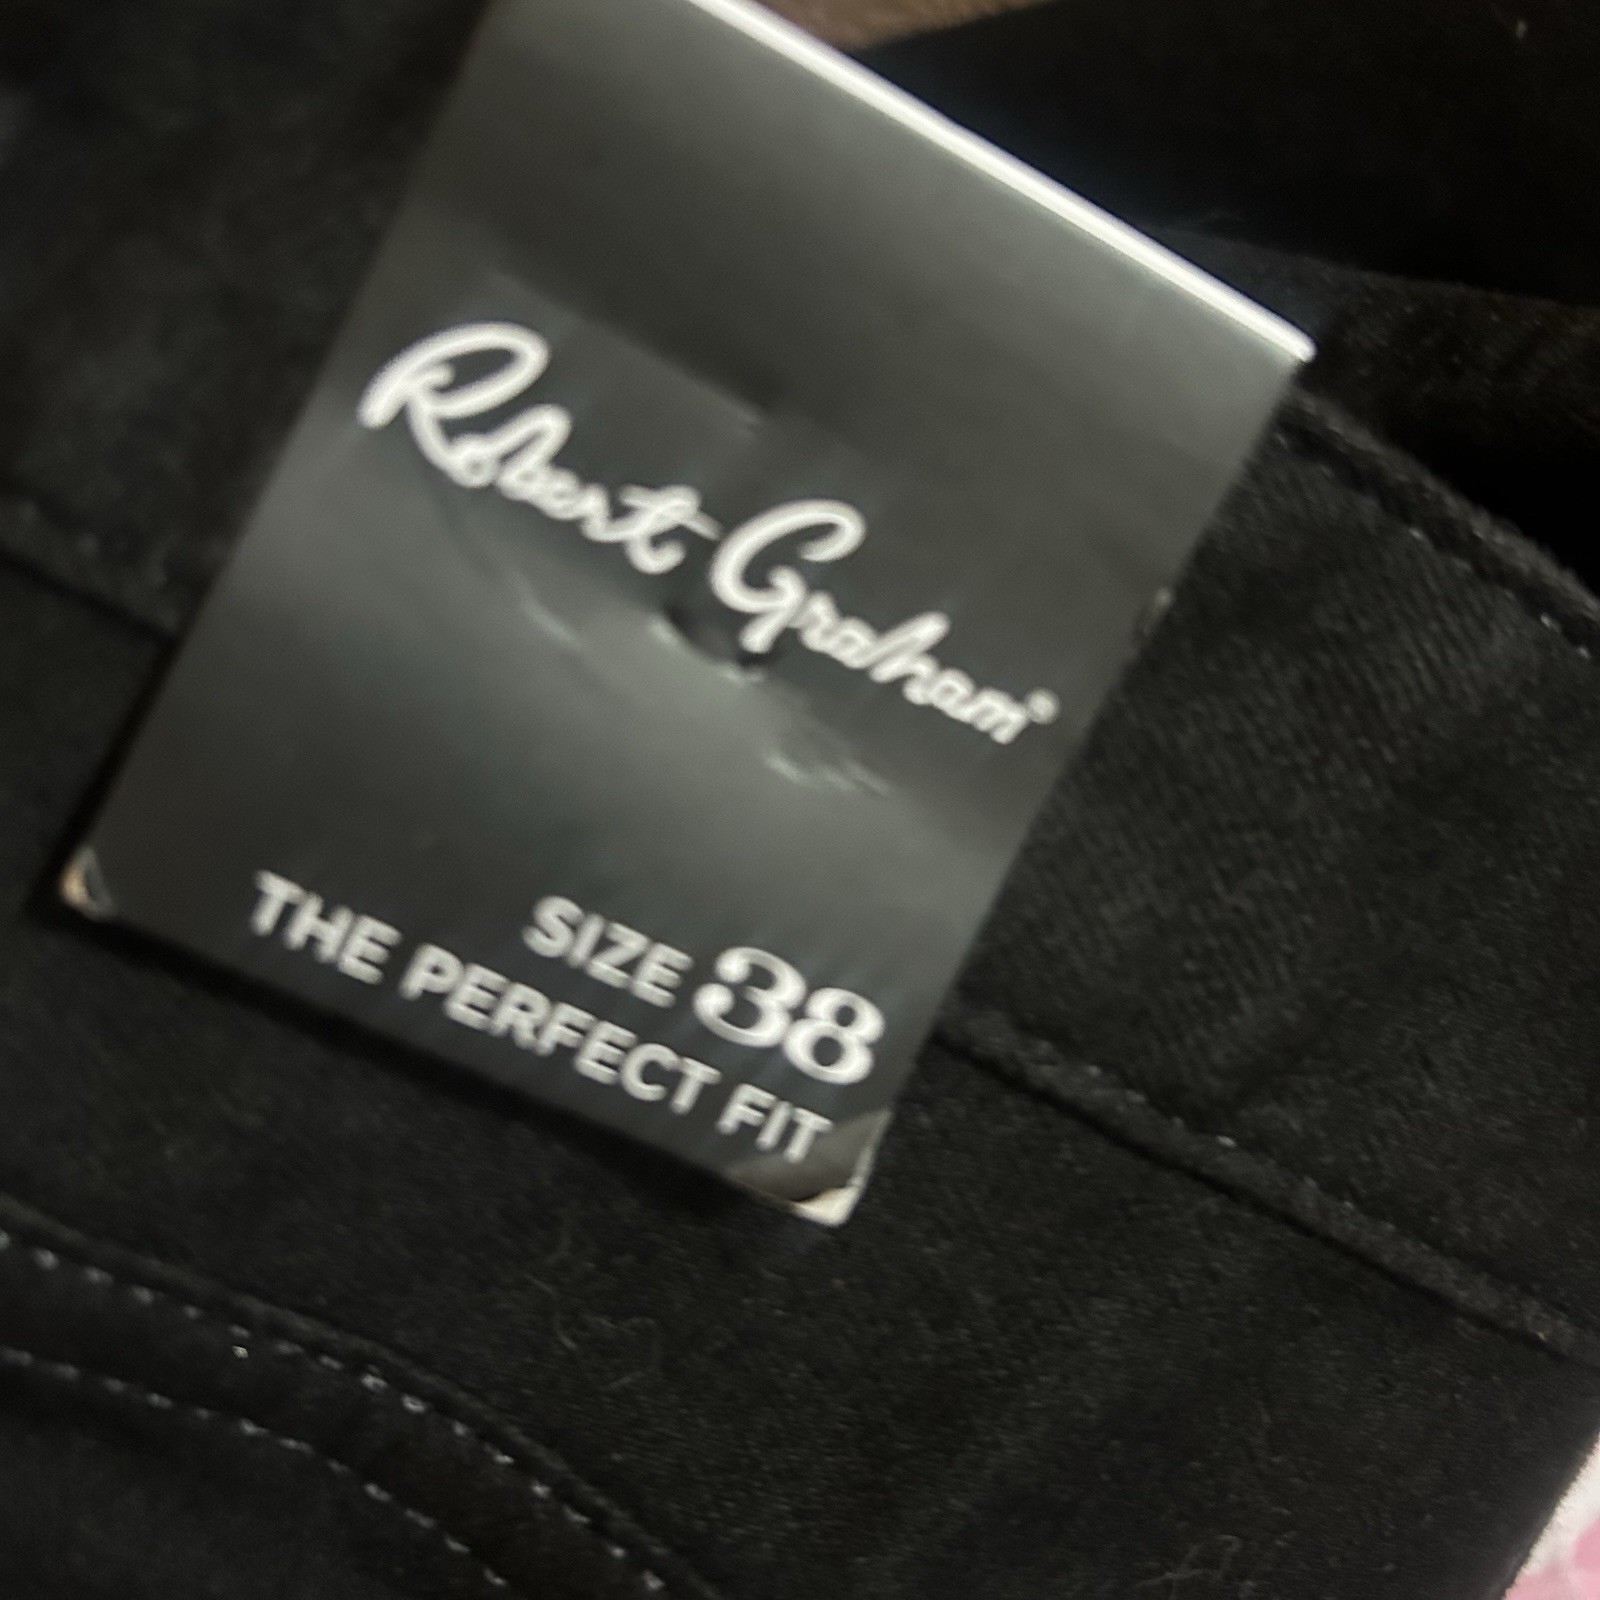 Robert Graham®
SIZE 38
THE PERFECT FIT